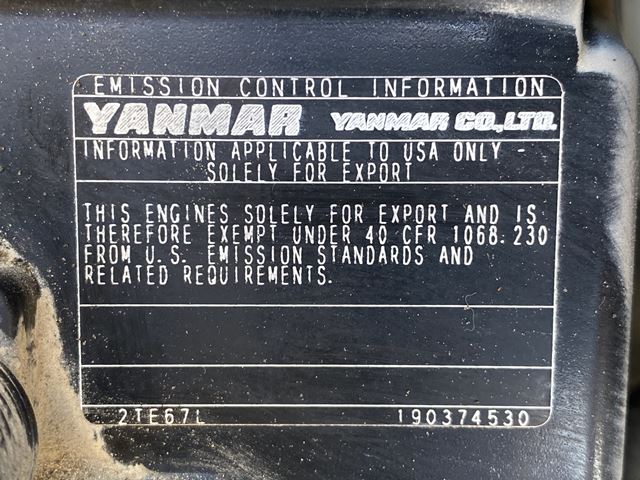 EMISSION CONTROL INFORMATION
YANMAR YANMAR CO.,LTD.
INFORMATION APPLICABLE TO USA ONLY -
SOLELY FOR EXPORT
THIS ENGINES SOLELY FOR EXPORT AND IS
THEREFORE EXEMPT UNDER 40 CFR 1068.230
FROM U.S. EMISSION STANDARDS AND
RELATED REQUIREMENTS.
2TE67L 190374530